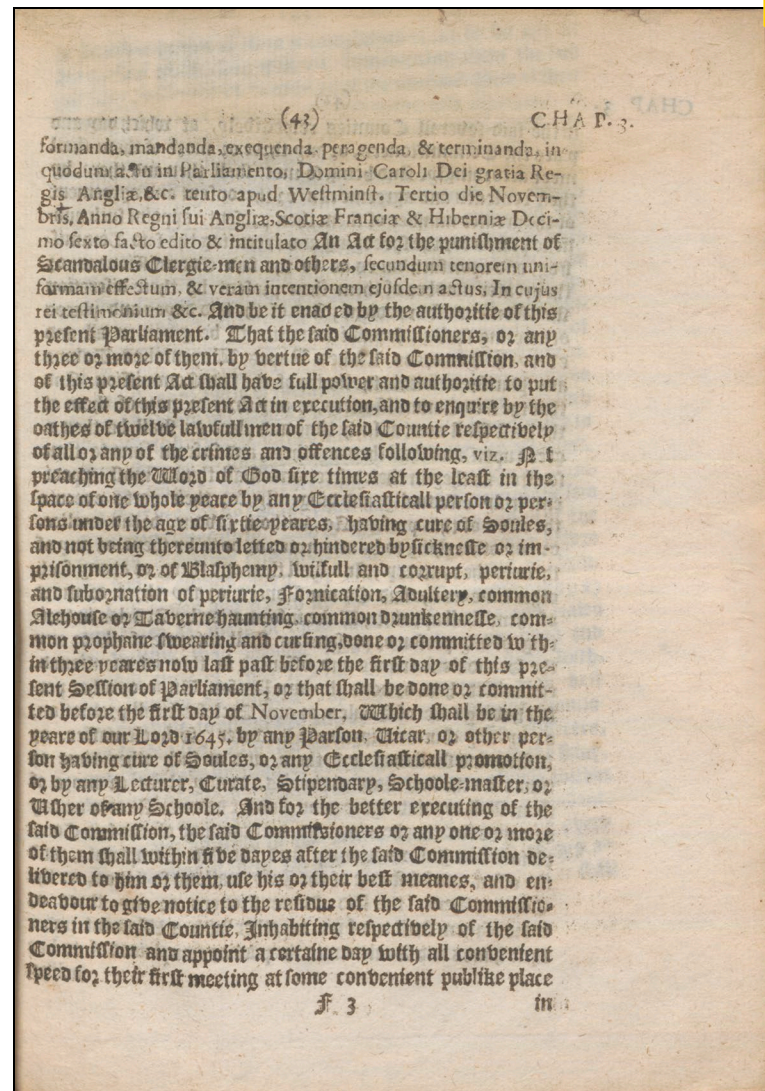 (43) CHAP. 3.
formanda, mandanda, exequenda peragenda, & terminanda, in
quodum actu in Parliamento, Domini Caroli Dei gratia Re-
gis Angliæ, &c. tento apud Westminst. Tertio die Novem-
bris, Anno Regni sui Angliæ, Scotiæ Franciæ & Hiberniæ Deci-
mo sexto facto edito & intitulato An Act for the punishment of
Scandalous Clergie-men and others, secundum tenorem uni-
formam effectum, & veram intentionem ejusdem actus, In cujus
rei testimonium &c. And be it enacted by the authoritie of this
present Parliament. That the said Commissioners, or any
three or more of them, by vertue of the said Commission, and
of this present Act shall have full power and authoritie to put
the effect of this present Act in execution, and to enquire by the
oathes of twelve lawfull men of the said Countie respectively
of all or any of the crimes and offences following, viz. Not
preaching the Word of God sixe times at the least in the
space of one whole yeare by any Ecclesiasticall person or per-
sons under the age of sixtie yeares, having cure of Soules,
and not being thereunto letted or hindered by sicknesse or im-
prisonment, or of Blasphemy, wilfull and corrupt, periurie,
and subornation of periurie, Fornication, Adultery, common
Alehouse or Taverne haunting, common drunkennesse, com-
mon prophane swearing and cursing, done or committed with-
in three yeares now last past before the first day of this pre-
sent Session of Parliament, or that shall be done or commit-
ted before the first day of November, Which shall be in the
yeare of our Lord 1645. by any Parson, Vicar, or other per-
son having cure of Soules, or any Ecclesiasticall promotion,
or by any Lecturer, Curate, Stipendary, Schoole-master, or
Usher of any Schoole. And for the better executing of the
said Commission, the said Commissioners or any one or more
of them shall within five dayes after the said Commission de-
livered to him or them, use his or their best meanes, and en-
deavour to give notice to the residue of the said Commissio-
ners in the said Countie, Inhabiting respectively of the said
Commission and appoint a certaine day with all convenient
speed for their first meeting at some convenient publike place
F 3 in